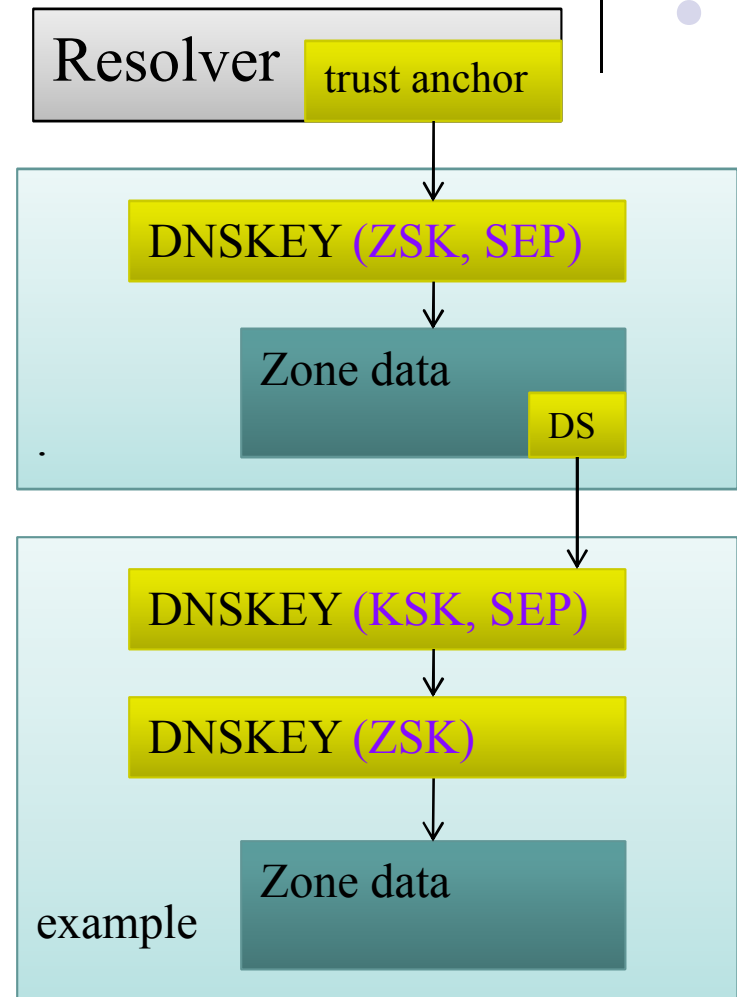 Resolver
trust anchor
DNSKEY (ZSK, SEP)
Zone data
DS
.
DNSKEY (KSK, SEP)
DNSKEY (ZSK)
Zone data
example